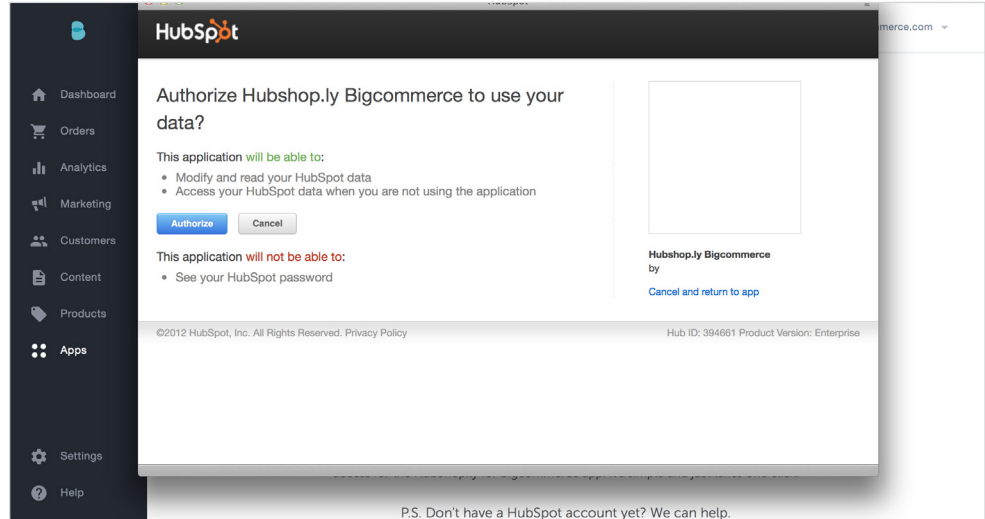 HubSpot
merce.com
HubSpot
Dashboard
Orders
Analytics
Marketing
Customers
Content
Products
Apps
Settings
Help
Authorize Hubshop.ly Bigcommerce to use your
data?
This application will be able to:
• Modify and read your HubSpot data
• Access your HubSpot data when you are not using the application
Authorize
Cancel
This application will not be able to:
• See your HubSpot password
Hubshop.ly Bigcommerce
by
Cancel and return to app
©2012 HubSpot, Inc. All Rights Reserved. Privacy Policy
Hub ID: 394661 Product Version: Enterprise
P.S. Don't have a HubSpot account yet? We can help.